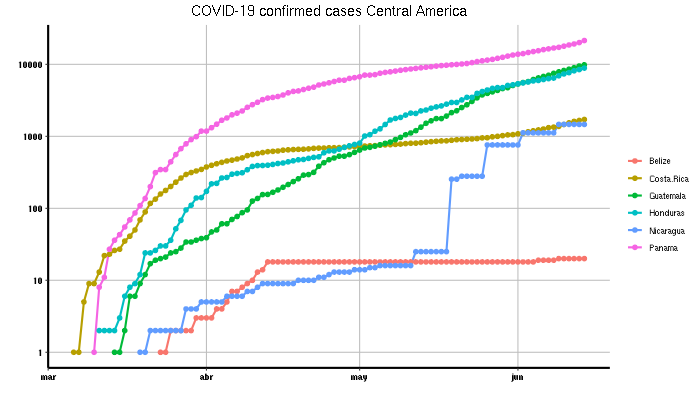 COVID-19 confirmed cases Central America
10000
1000
100
10
1
mar abr may jun
Belize
Costa.Rica
Guatemala
Honduras
Nicaragua
Panama